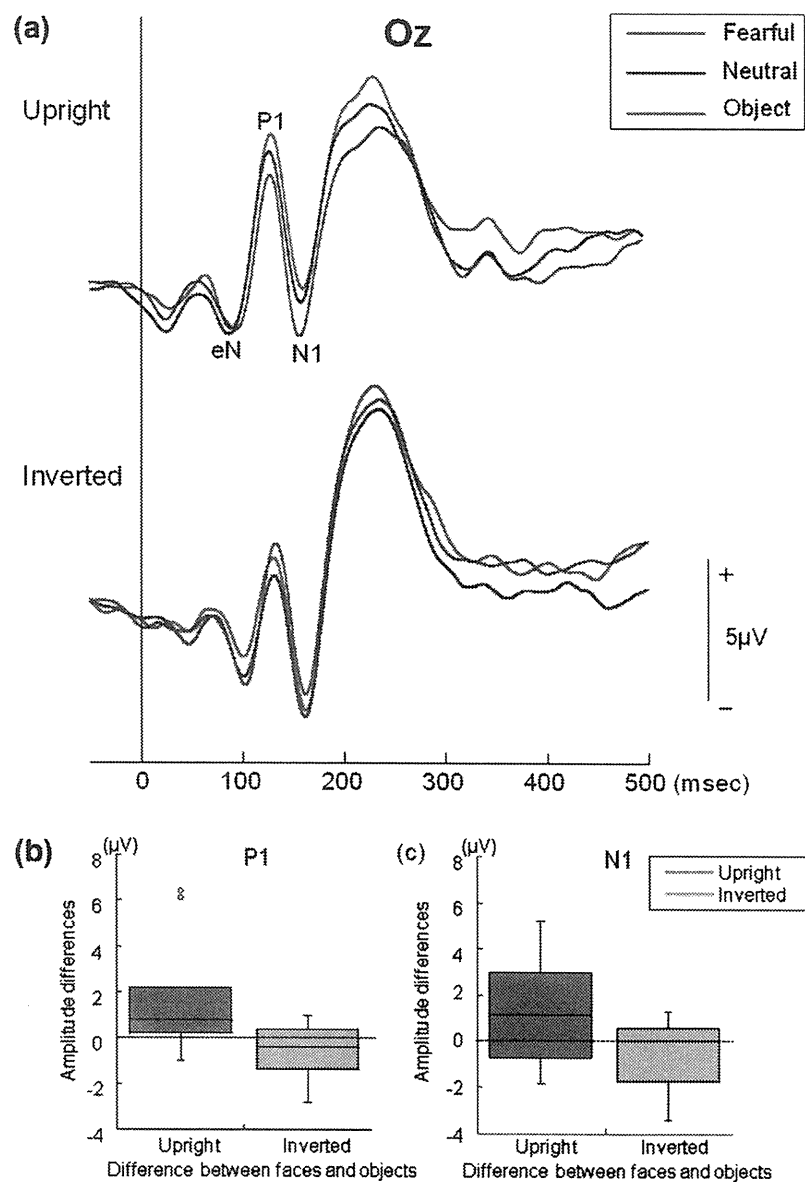 (a)
Oz
Fearful
Neutral
Object
Upright
P1
eN
N1
Inverted
+
5µV
−
0 100 200 300 400 500 (msec)
(b)
(µV)
P1
8
6
4
2
0
-2
-4
Amplitude differences
Upright Inverted
Difference between faces and objects
(c)
(µV)
N1
Upright
Inverted
8
6
4
2
0
-2
-4
Amplitude differences
Upright Inverted
Difference between faces and objects